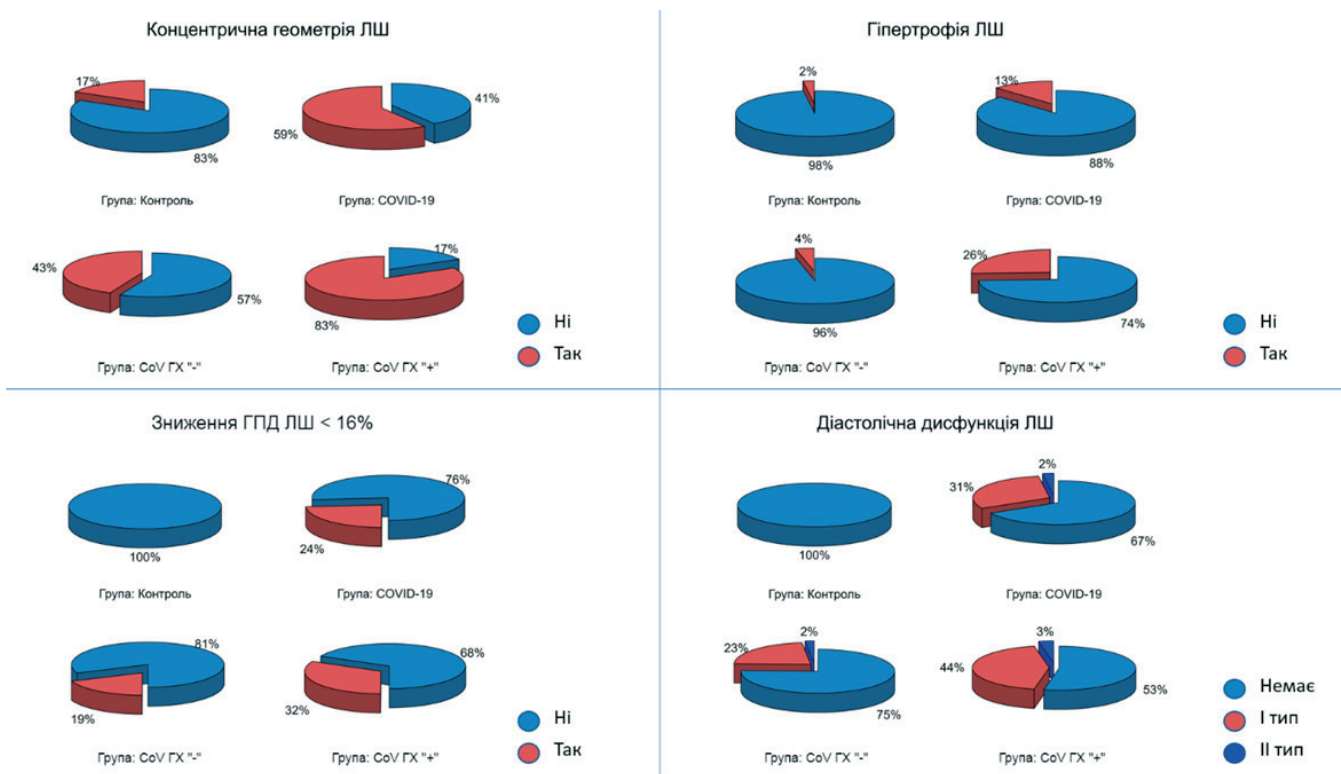 Концентрична геометрія ЛШ
17%
83%
Група: Контроль
41%
59%
Група: COVID-19
43%
57%
Група: CoV ГХ "-"
17%
83%
Група: CoV ГХ "+"
Ні
Так
Гіпертрофія ЛШ
2%
98%
Група: Контроль
13%
88%
Група: COVID-19
4%
96%
Група: CoV ГХ "-"
26%
74%
Група: CoV ГХ "+"
Ні
Так
Зниження ГПД ЛШ < 16%
100%
Група: Контроль
76%
24%
Група: COVID-19
81%
19%
Група: CoV ГХ "-"
68%
32%
Група: CoV ГХ "+"
Ні
Так
Діастолічна дисфункція ЛШ
100%
Група: Контроль
2%
31%
67%
Група: COVID-19
2%
23%
75%
Група: CoV ГХ "-"
3%
44%
53%
Група: CoV ГХ "+"
Немає
I тип
II тип